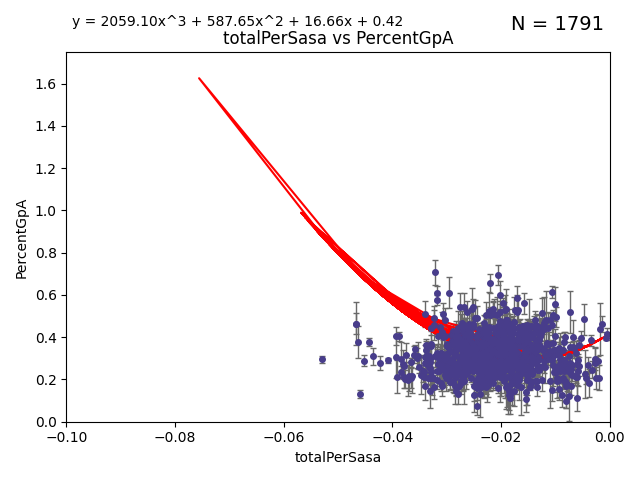 y = 2059.10x^3 + 587.65x^2 + 16.66x + 0.42
N = 1791
totalPerSasa vs PercentGpA
1.6
1.4
1.2
1.0
0.8
0.6
0.4
0.2
0.0
PercentGpA
−0.10 −0.08 −0.06 −0.04 −0.02 0.00
totalPerSasa